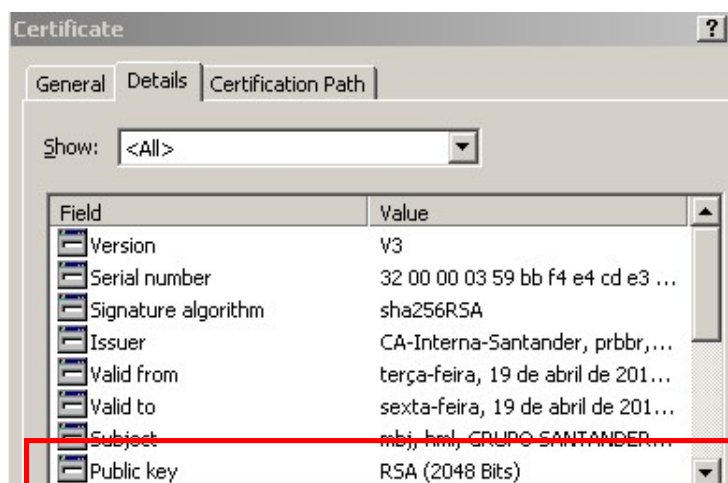 Certificate ?
General Details Certification Path
Show: <All>
Field Value
Version V3
Serial number 32 00 00 03 59 bb f4 e4 cd e3 ...
Signature algorithm sha256RSA
Issuer CA-Interna-Santander, prbbr,...
Valid from terça-feira, 19 de abril de 201...
Valid to sexta-feira, 19 de abril de 201...
Subject mbj, hml, GRUPO SANTANDER...
Public key RSA (2048 Bits)